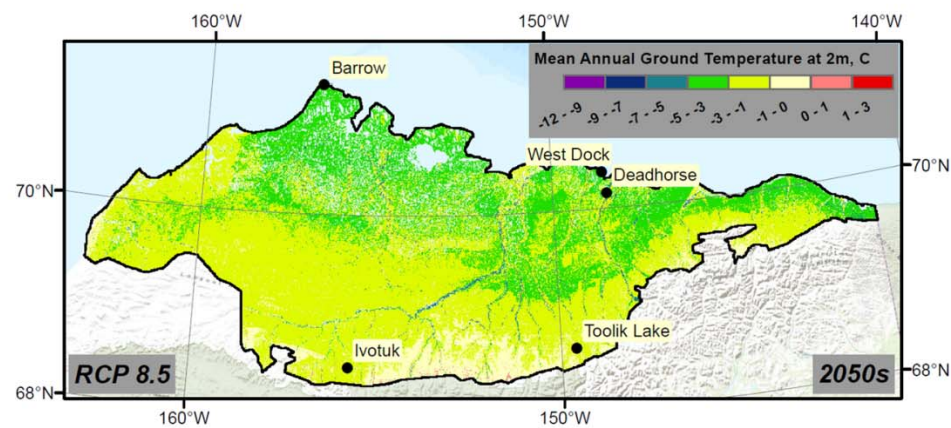 160°W
150°W
140°W
Mean Annual Ground Temperature at 2m, C
-12 - -9
-9 - -7
-7 - -5
-5 - -3
-3 - -1
-1 - 0
0 - 1
1 - 3
Barrow
West Dock
Deadhorse
70°N
70°N
Toolik Lake
Ivotuk
RCP 8.5
2050s
68°N
68°N
160°W
150°W